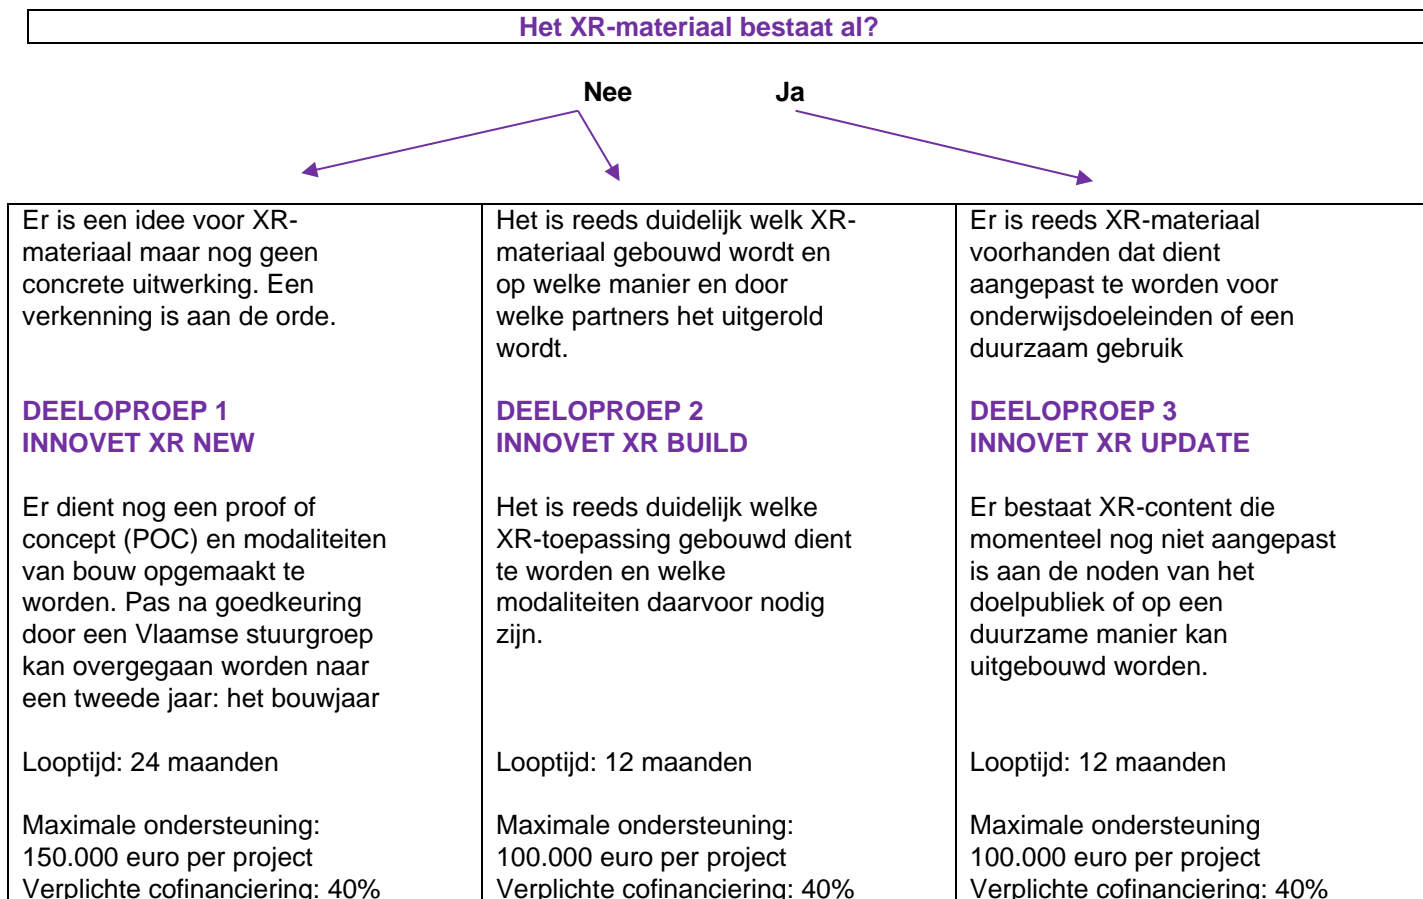 Het XR-materiaal bestaat al?
Nee Ja
Er is een idee voor XR-
materiaal maar nog geen
concrete uitwerking. Een
verkenning is aan de orde.
DEELOPROEP 1
INNOVET XR NEW
Er dient nog een proof of
concept (POC) en modaliteiten
van bouw opgemaakt te
worden. Pas na goedkeuring
door een Vlaamse stuurgroep
kan overgegaan worden naar
een tweede jaar: het bouwjaar
Looptijd: 24 maanden
Maximale ondersteuning:
150.000 euro per project
Verplichte cofinanciering: 40%
Het is reeds duidelijk welk XR-
materiaal gebouwd wordt en
op welke manier en door
welke partners het uitgerold
wordt.
DEELOPROEP 2
INNOVET XR BUILD
Het is reeds duidelijk welke
XR-toepassing gebouwd dient
te worden en welke
modaliteiten daarvoor nodig
zijn.
Looptijd: 12 maanden
Maximale ondersteuning:
100.000 euro per project
Verplichte cofinanciering: 40%
Er is reeds XR-materiaal
voorhanden dat dient
aangepast te worden voor
onderwijsdoeleinden of een
duurzaam gebruik
DEELOPROEP 3
INNOVET XR UPDATE
Er bestaat XR-content die
momenteel nog niet aangepast
is aan de noden van het
doelpubliek of op een
duurzame manier kan
uitgebouwd worden.
Looptijd: 12 maanden
Maximale ondersteuning
100.000 euro per project
Verplichte cofinanciering: 40%